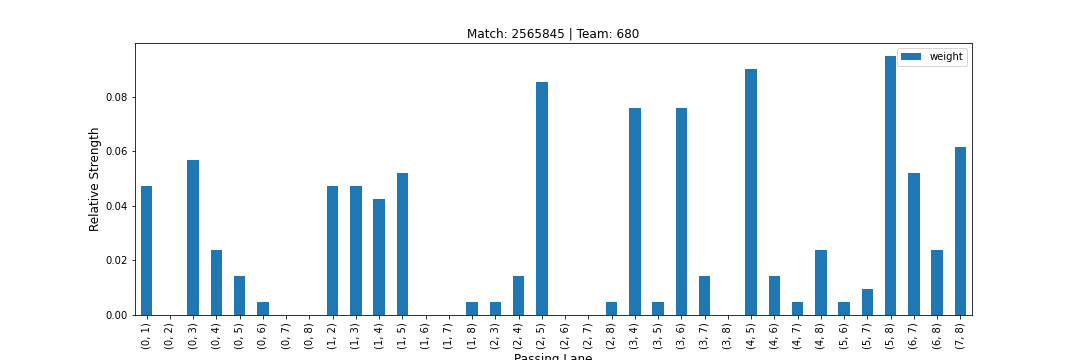 Match: 2565845 | Team: 680
weight
Relative Strength
0.08
0.06
0.04
0.02
0.00
(0, 1) (0, 2) (0, 3) (0, 4) (0, 5) (0, 6) (0, 7) (0, 8) (1, 2) (1, 3) (1, 4) (1, 5) (1, 6) (1, 7) (1, 8) (2, 3) (2, 4) (2, 5) (2, 6) (2, 7) (2, 8) (3, 4) (3, 5) (3, 6) (3, 7) (3, 8) (4, 5) (4, 6) (4, 7) (4, 8) (5, 6) (5, 7) (5, 8) (6, 7) (6, 8) (7, 8)
Passing Lane